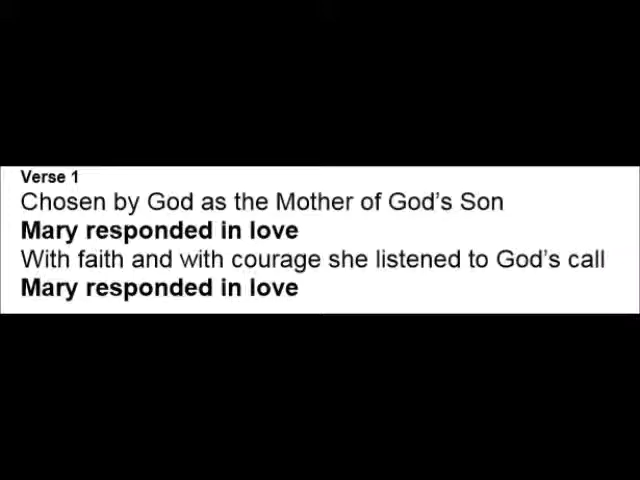 Verse 1
Chosen by God as the Mother of God's Son
Mary responded in love
With faith and with courage she listened to God's call
Mary responded in love